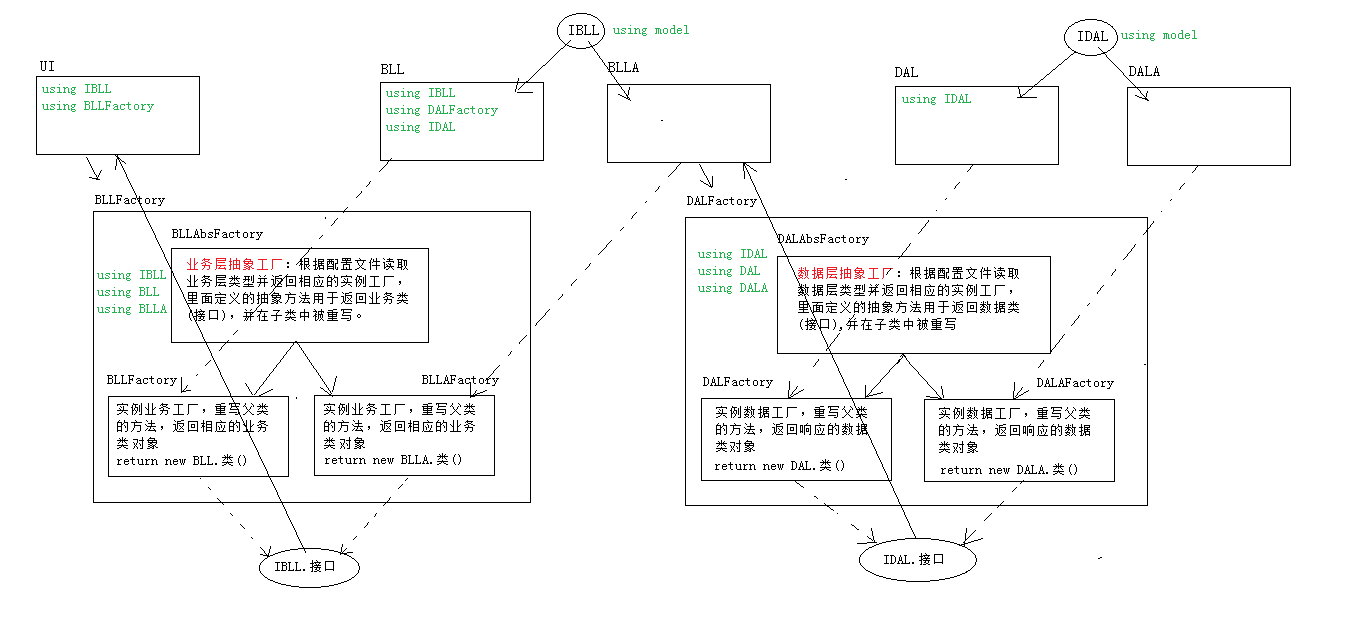 IBLL
using model
IDAL
using model
UI
using IBLL
using BLLFactory
BLL
using IBLL
using DALFactory
using IDAL
BLLA
DAL
using IDAL
DALA
BLLFactory
BLLAbsFactory
using IBLL
using BLL
using BLLA
业务层抽象工厂：根据配置文件读取
业务层类型并返回相应的实例工厂，
里面定义的抽象方法用于返回业务类
(接口)，并在子类中被重写。
BLLFactory
实例业务工厂，重写父类
的方法，返回相应的业务
类对象
return new BLL.类()
BLLAFactory
实例业务工厂，重写父类
的方法，返回相应的业务
类对象
return new BLLA.类()
IBLL.接口
DALFactory
DALAbsFactory
using IDAL
using DAL
using DALA
数据层抽象工厂：根据配置文件读取
数据层类型并返回相应的实例工厂，
里面定义的抽象方法用于返回数据类
(接口),并在子类中被重写
DALFactory
实例数据工厂，重写父类
的方法，返回响应的数据
类对象
return new DAL.类()
DALAFactory
实例数据工厂，重写父类
的方法，返回响应的数据
类对象
return new DALA.类()
IDAL.接口